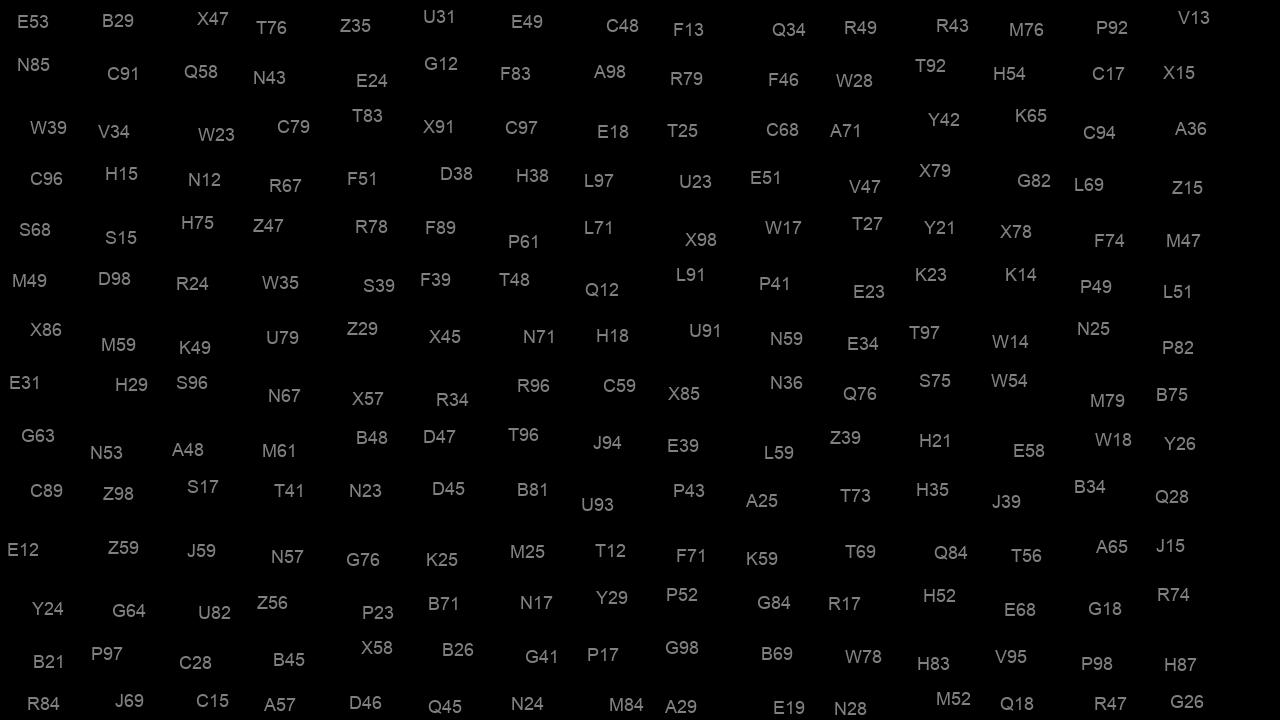 E53 B29 X47 T76 Z35 U31 E49 C48 F13 Q34 R49 R43 M76 P92 V13
N85 C91 Q58 N43 E24 G12 F83 A98 R79 F46 W28 T92 H54 C17 X15
W39 V34 W23 C79 T83 X91 C97 E18 T25 C68 A71 Y42 K65 C94 A36
C96 H15 N12 R67 F51 D38 H38 L97 U23 E51 V47 X79 G82 L69 Z15
S68 S15 H75 Z47 R78 F89 P61 L71 X98 W17 T27 Y21 X78 F74 M47
M49 D98 R24 W35 S39 F39 T48 Q12 L91 P41 E23 K23 K14 P49 L51
X86 M59 K49 U79 Z29 X45 N71 H18 U91 N59 E34 T97 W14 N25 P82
E31 H29 S96 N67 X57 R34 R96 C59 X85 N36 Q76 S75 W54 M79 B75
G63 N53 A48 M61 B48 D47 T96 J94 E39 L59 Z39 H21 E58 W18 Y26
C89 Z98 S17 T41 N23 D45 B81 U93 P43 A25 T73 H35 J39 B34 Q28
E12 Z59 J59 N57 G76 K25 M25 T12 F71 K59 T69 Q84 T56 A65 J15
Y24 G64 U82 Z56 P23 B71 N17 Y29 P52 G84 R17 H52 E68 G18 R74
B21 P97 C28 B45 X58 B26 G41 P17 G98 B69 W78 H83 V95 P98 H87
R84 J69 C15 A57 D46 Q45 N24 M84 A29 E19 N28 M52 Q18 R47 G26